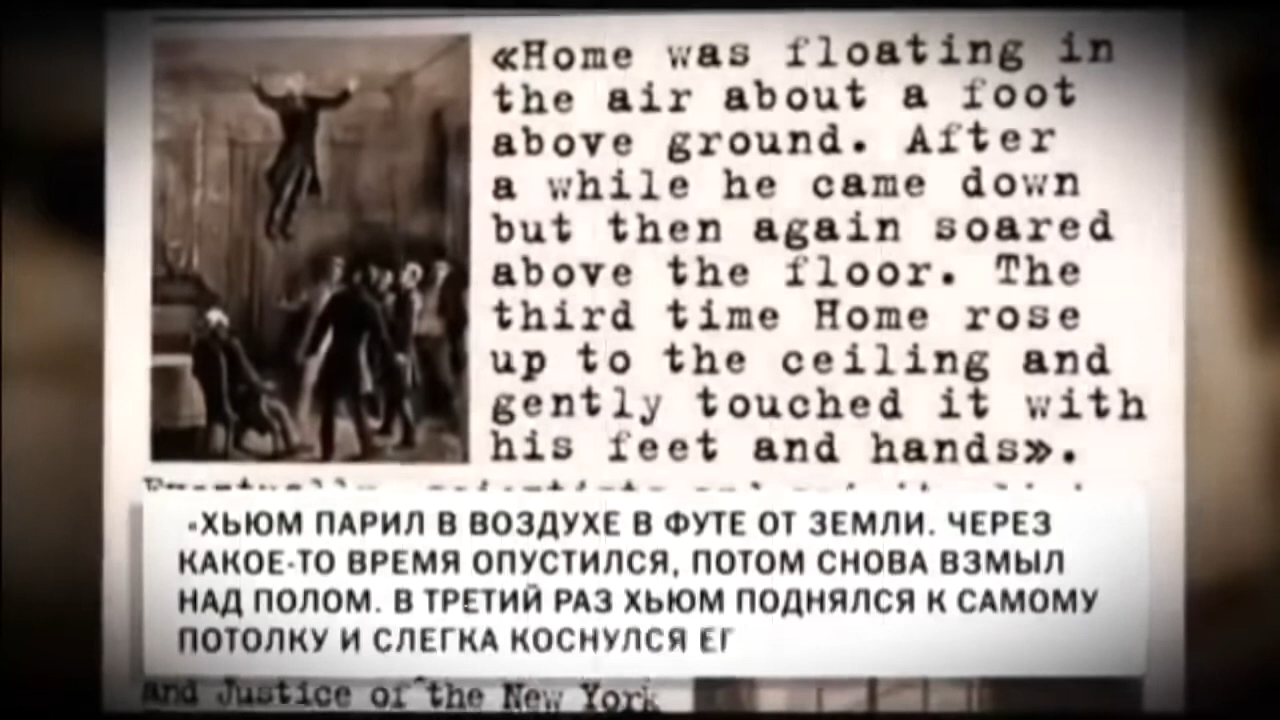 «Home was floating in
the air about a foot
above ground. After
a while he came down
but then again soared
above the floor. The
third time Home rose
up to the ceiling and
gently touched it with
his feet and hands».
«ХЬЮМ ПАРИЛ В ВОЗДУХЕ В ФУТЕ ОТ ЗЕМЛИ. ЧЕРЕЗ
КАКОЕ-ТО ВРЕМЯ ОПУСТИЛСЯ, ПОТОМ СНОВА ВЗМЫЛ
НАД ПОЛОМ. В ТРЕТИЙ РАЗ ХЬЮМ ПОДНЯЛСЯ К САМОМУ
ПОТОЛКУ И СЛЕГКА КОСНУЛСЯ ЕГ
and Justice of the New York